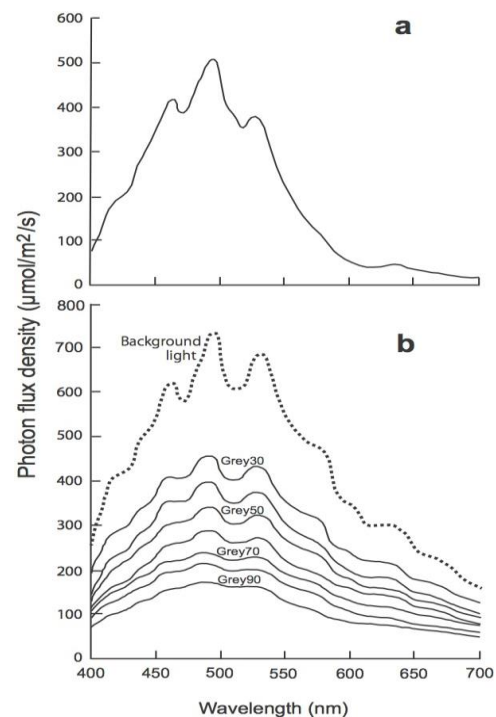 a
600
500
400
300
200
100
0
b
800
700
600
500
400
300
200
100
0
Background
light
Grey30
Grey50
Grey70
Grey90
400 450 500 550 600 650 700
Wavelength (nm)
Photon flux density (μmol/m2/s)